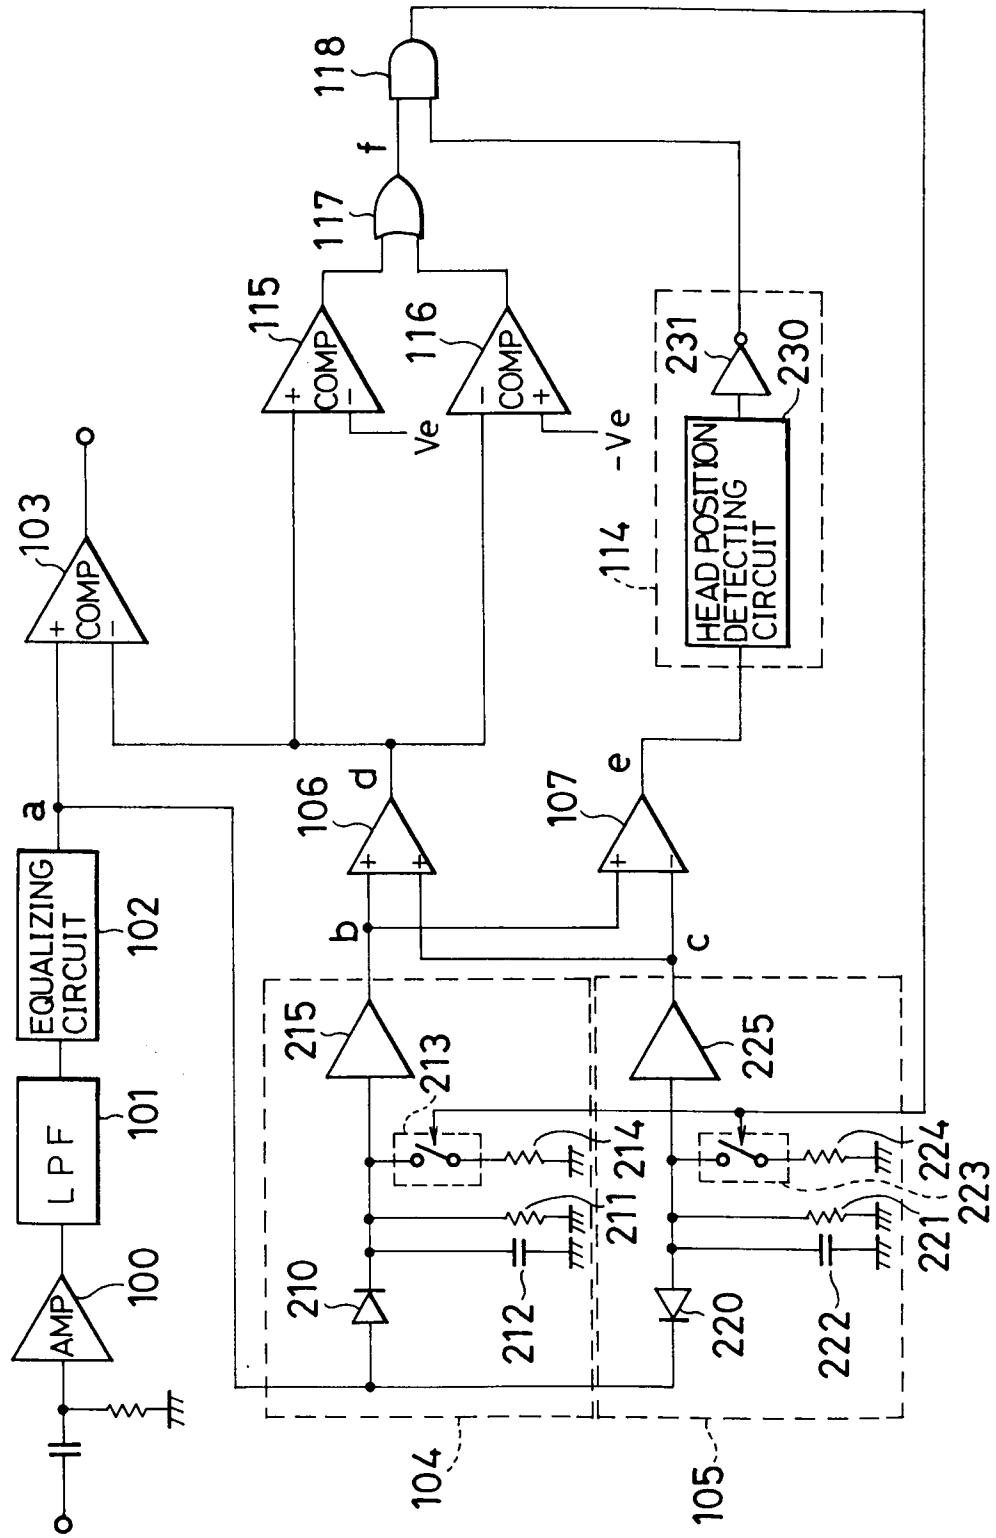 AMP
100
LPF
101
EQUALIZING
CIRCUIT
102
a
+
COMP
−
103
104
210
212
211
213
214
215
b
+
+
106
d
+
COMP
−
115
Ve
−
COMP
+
116
-Ve
117
f
118
105
220
222
221
223
224
225
c
+
−
107
e
114
HEAD POSITION
DETECTING
CIRCUIT
230
231